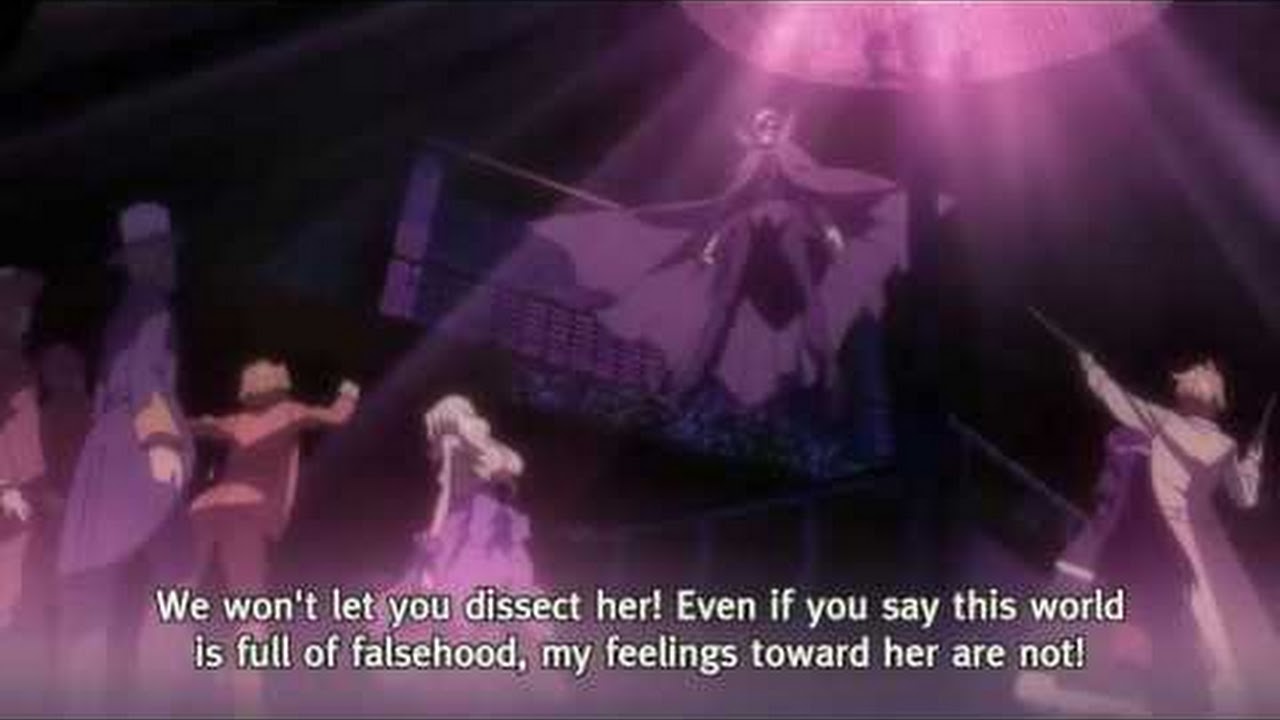 We won't let you dissect her! Even if you say this world
is full of falsehood, my feelings toward her are not!